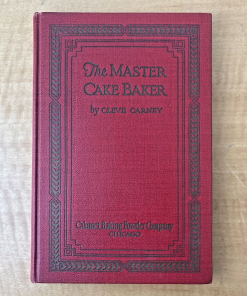 The MASTER
CAKE BAKER
by CLEVE CARNEY
Calumet Baking Powder Company
CHICAGO